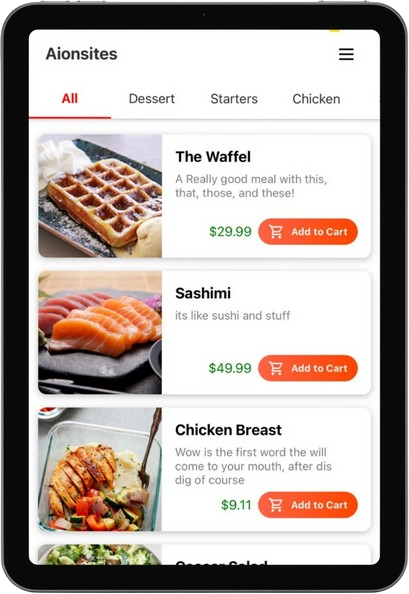 Aionsites
All
Dessert
Starters
Chicken
The Waffel
A Really good meal with this,
that, those, and these!
$29.99
Add to Cart
Sashimi
its like sushi and stuff
$49.99
Add to Cart
Chicken Breast
Wow is the first word the will
come to your mouth, after dis
dig of course
$9.11
Add to Cart